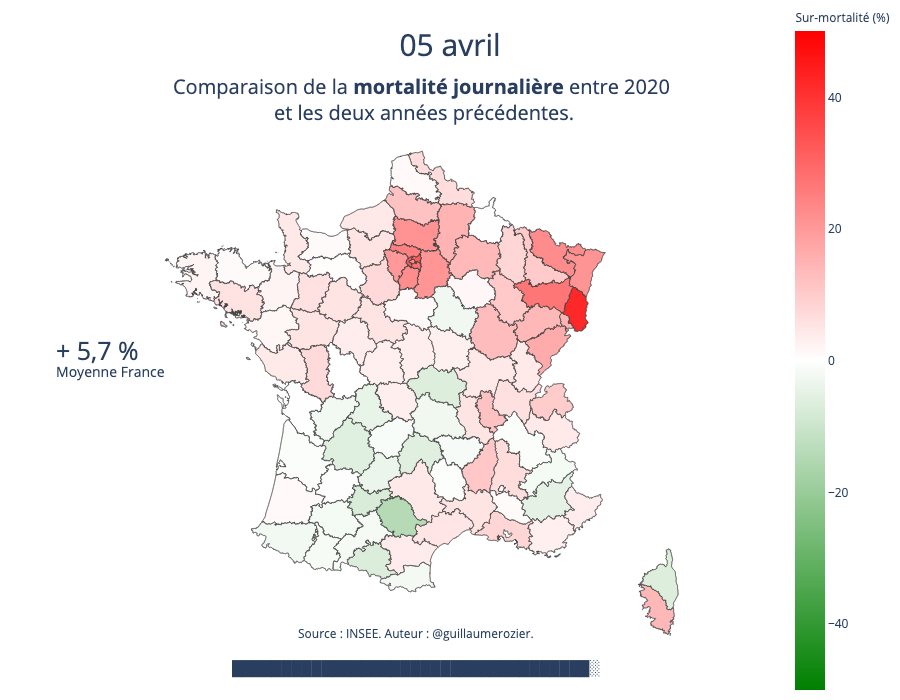 Sur-mortalité (%)
05 avril
Comparaison de la mortalité journalière entre 2020
et les deux années précédentes.
40
20
0
−20
−40
+ 5,7 %
Moyenne France
Source : INSEE. Auteur : @guillaumerozier.